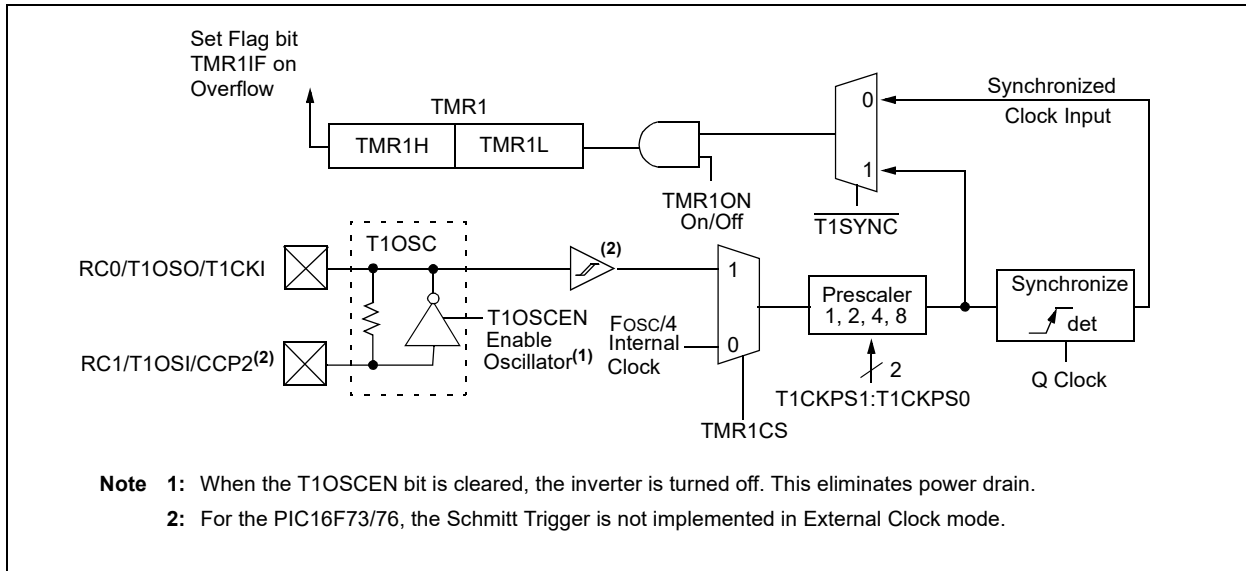 Set Flag bit
TMR1IF on
Overflow
TMR1
TMR1H
TMR1L
0
1
Synchronized
Clock Input
TMR1ON
On/Off
T1SYNC
RC0/T1OSO/T1CKI
T1OSC
(2)
1
0
Prescaler
1, 2, 4, 8
Synchronize
det
T1OSCEN
Enable
Oscillator(1)
FOSC/4
Internal
Clock
RC1/T1OSI/CCP2(2)
2
T1CKPS1:T1CKPS0
Q Clock
TMR1CS
Note 1: When the T1OSCEN bit is cleared, the inverter is turned off. This eliminates power drain.
2: For the PIC16F73/76, the Schmitt Trigger is not implemented in External Clock mode.